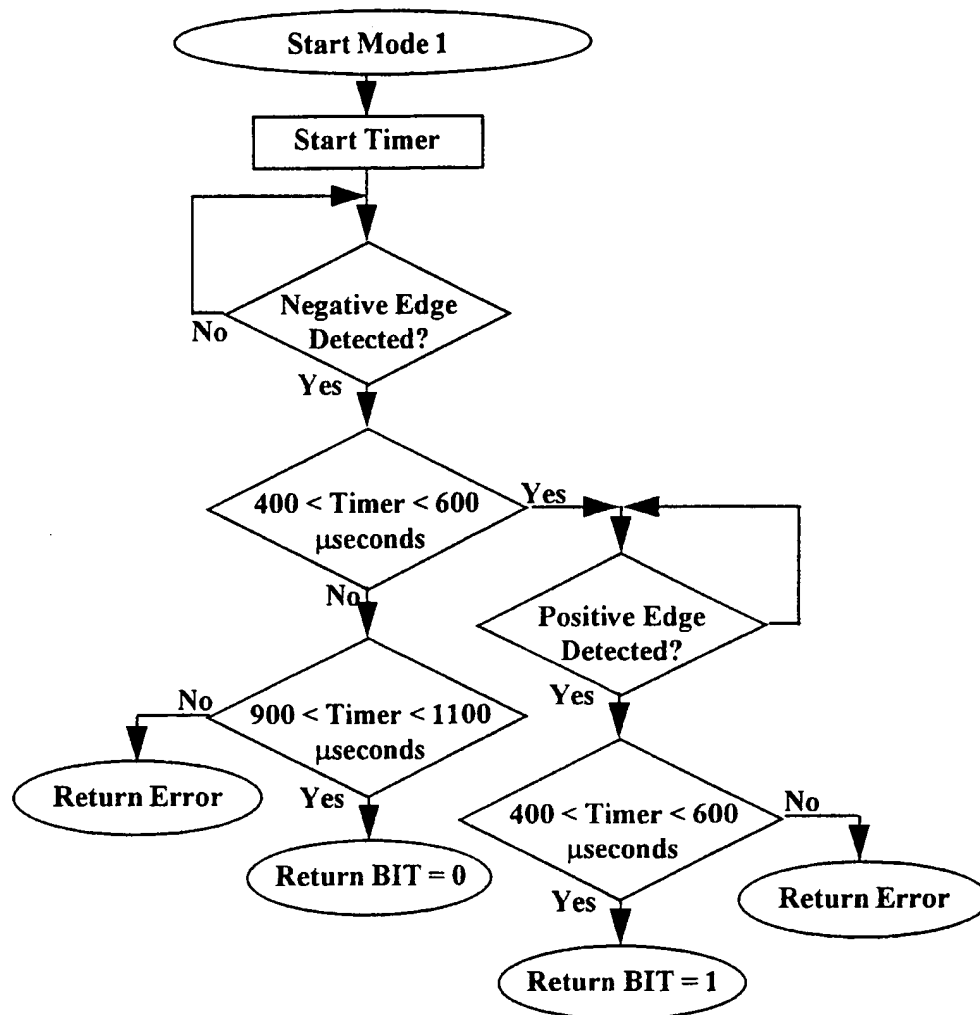 Start Mode 1
Start Timer
Negative Edge
Detected?
No
Yes
400 < Timer < 600
μseconds
Yes
No
Positive Edge
Detected?
Yes
No
900 < Timer < 1100
μseconds
Return Error
Yes
400 < Timer < 600
μseconds
No
Return BIT = 0
Yes
Return Error
Return BIT = 1